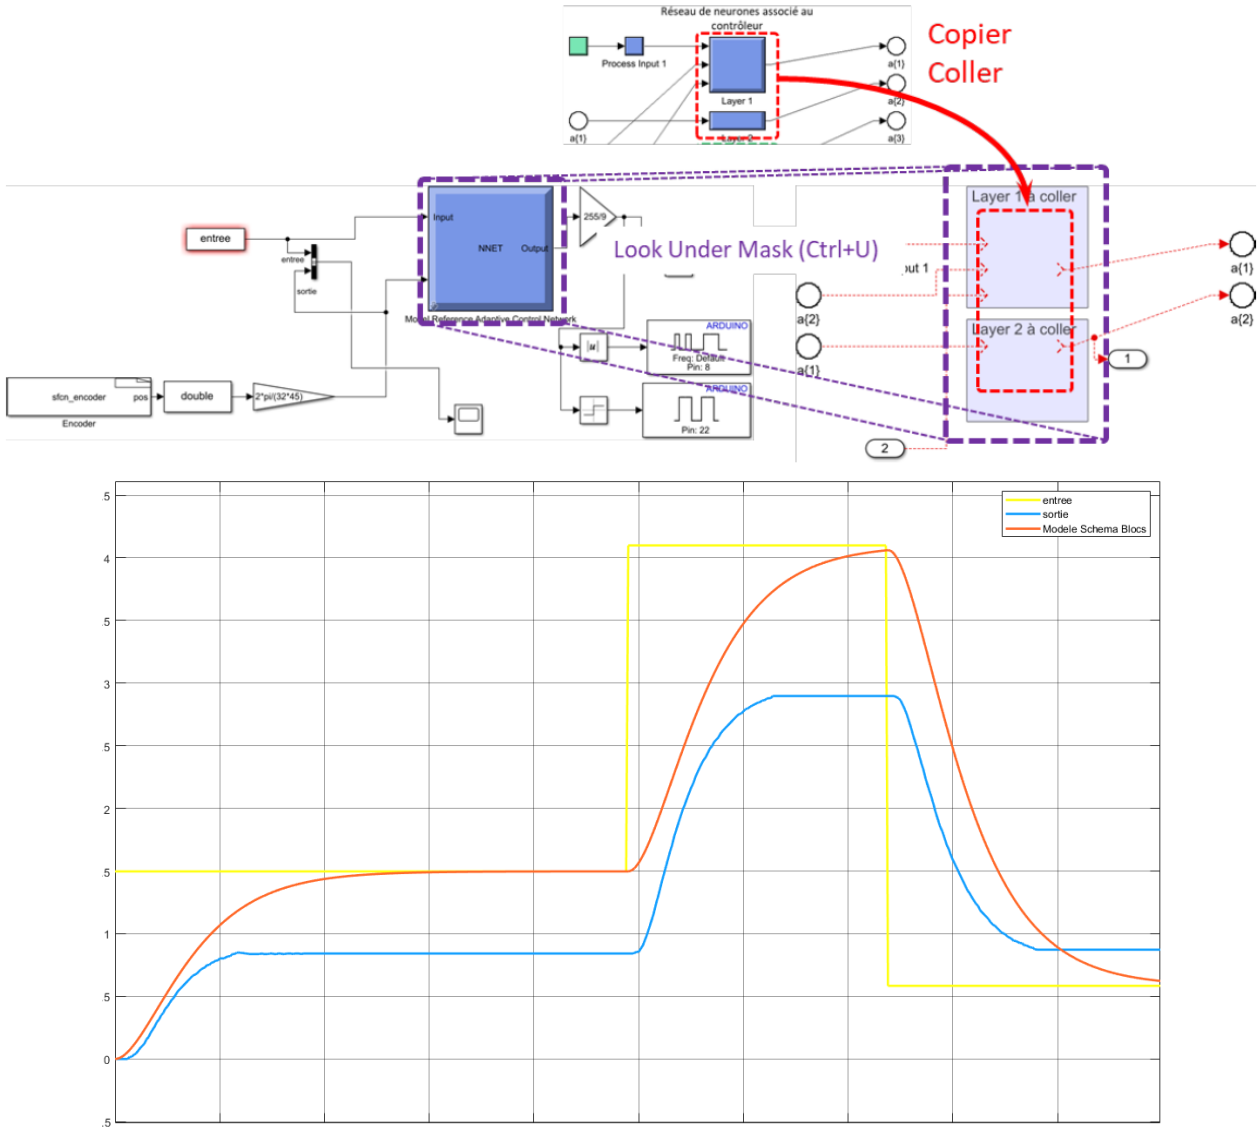 Réseau de neurones associé au
contrôleur
Copier
Coller
Process Input 1
Layer 1
a{1}
a{2}
a{1}
a{3}
entree
entree
sortie
Input
NNET
Output
255/9
Look Under Mask (Ctrl+U)
Model Reference Adaptive Control Network
sfcn_encoder
pos
Encoder
double
2*pi/(32*45)
|u|
ARDUINO
Freq: Default
Pin: 8
ARDUINO
Pin: 22
Layer 1 à coller
out 1
a{2}
a{1}
Layer 2 à coller
a{1}
a{2}
1
2
entree
sortie
Modele Schema Blocs
.5
4
.5
3
.5
2
.5
1
.5
0
.5